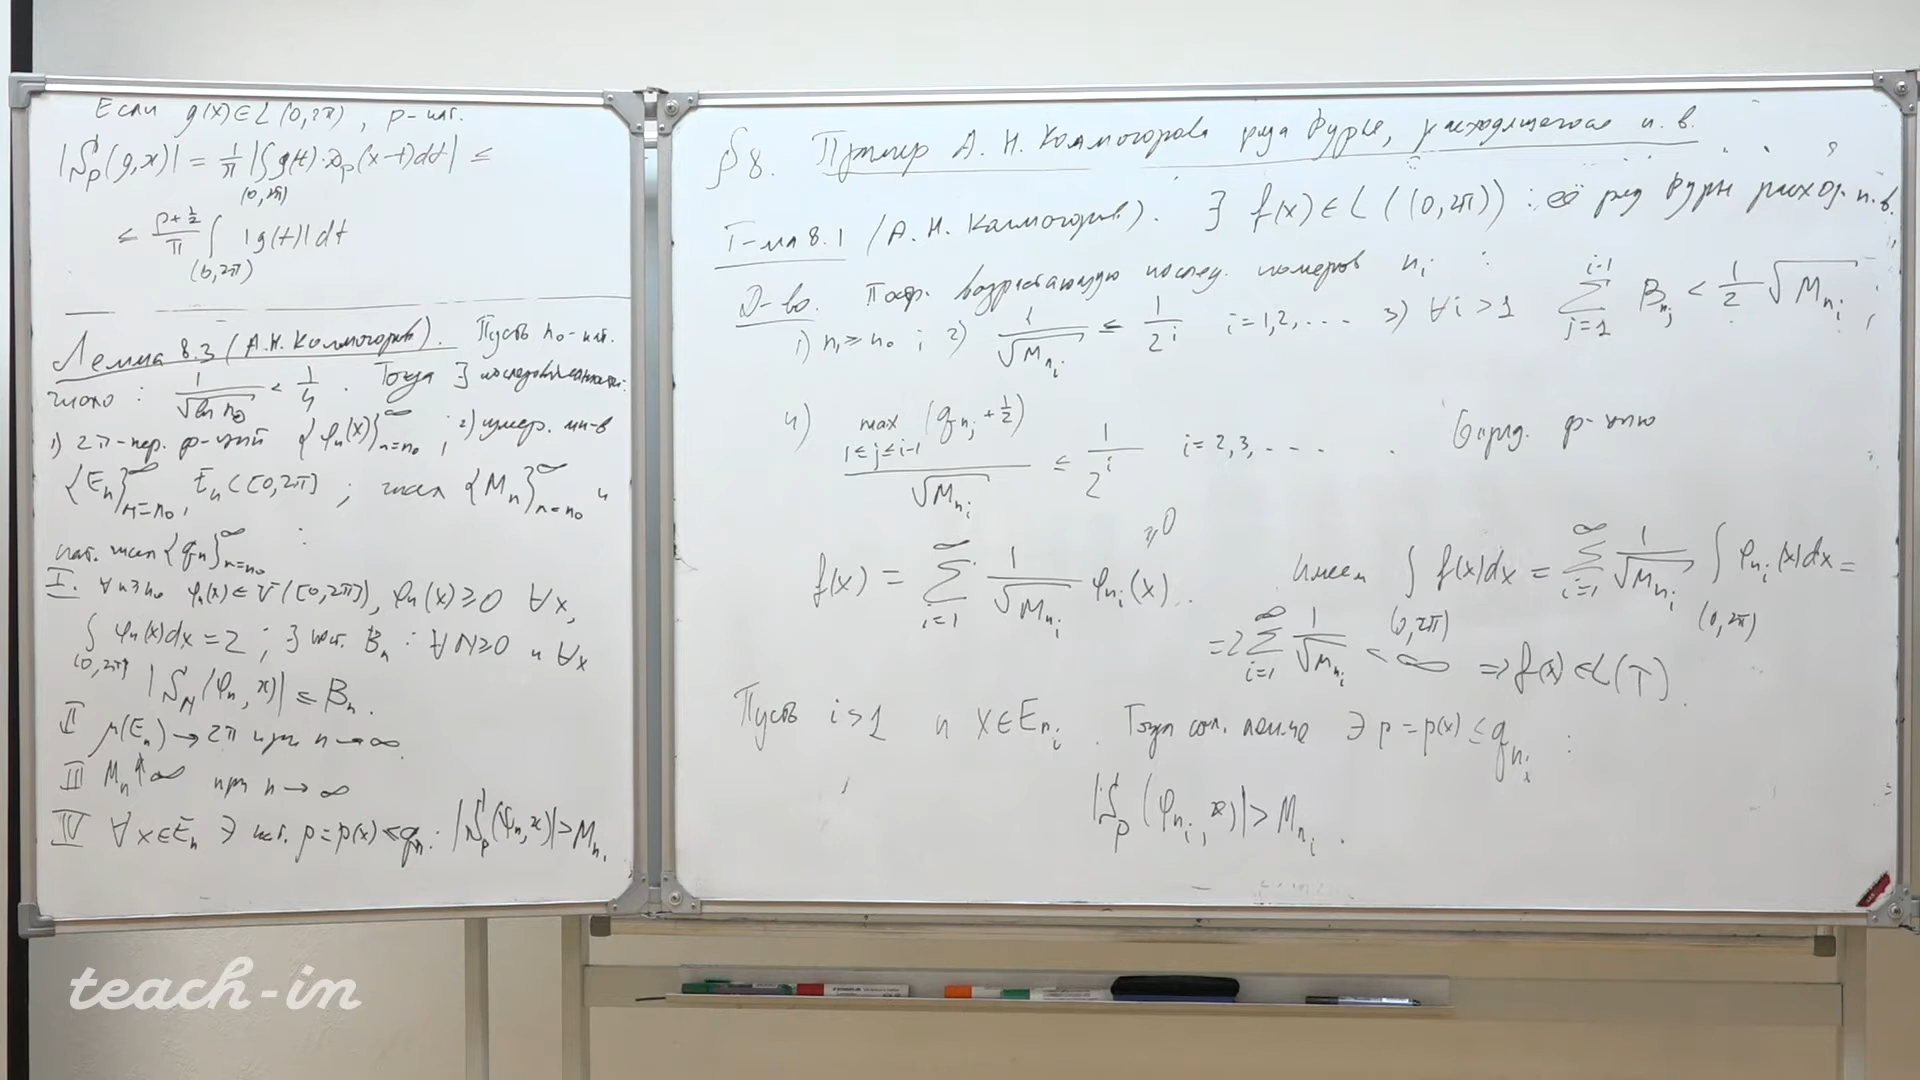 Если g(x)∈L(0,2π), p-нат.
|S_p(g,x)| = 1/π |∫_(0,2π) g(t)·D_p(x-t)dt| ≤
≤ (p+1/2)/π ∫_(0,2π) |g(t)|dt
Лемма 8.3 (А.Н. Колмогоров). Пусть n₀-нат.
число : 1/√(ln n₀) < 1/4 . Тогда ∃ последовательности:
1) 2π-пер. ф-ций {φ_n(x)}_{n=n₀}^∞ ; 2) измер. мн-в
{E_n}_{n=n₀}^∞, E_n⊂[0,2π] ; чисел {M_n}_{n=n₀}^∞ и
нат. чисел {q_n}_{n=n₀}^∞ :
I. ∀n≥n₀ φ_n(x)∈V([0,2π]), φ_n(x)≥0 ∀x,
∫_(0,2π) φ_n(x)dx = 2 ; ∃ B_n : ∀N≥0 и ∀x
|S_N(φ_n, x)| ≤ B_n.
II μ(E_n)→2π при n→∞
III M_n↑∞ при n→∞
IV ∀x∈E_n ∃ нат. p=p(x)≤q_n: |S_p(φ_n,x)|>M_n.
§8. Пример А.Н. Колмогорова ряда Фурье, расходящегося п.в.
Т-ма 8.1 (А.Н. Колмогоров). ∃ f(x)∈L((0,2π)) : её ряд Фурье расход. п.в.
Д-во. возрастающую послед. номеров n_i :
1) n₁≥n₀ ; 2) 1/√M_{n_i} ≤ 1/2^i i=1,2,... 3) ∀i>1 Σ_{j=1}^{i-1} B_{n_j} < 1/2 √M_{n_i} ;
4) max_{1≤j≤i-1}(q_{n_j}+1/2) / √M_{n_i} ≤ 1/2^i i=2,3,... . Опред. ф-цию
f(x) = Σ_{i=1}^∞ 1/√M_{n_i} φ_{n_i}(x) ≥0 . Имеем ∫_(0,2π) f(x)dx = Σ_{i=1}^∞ 1/√M_{n_i} ∫_(0,2π) φ_{n_i}(x)dx =
=2 Σ_{i=1}^∞ 1/√M_{n_i} < ∞ ⇒ f(x)∈L(T).
Пусть i>1 и x∈E_{n_i}. Тогда согл. лемме ∃ p=p(x)≤q_{n_i} :
|S_p(φ_{n_i}, x)|>M_{n_i}.
teach-in